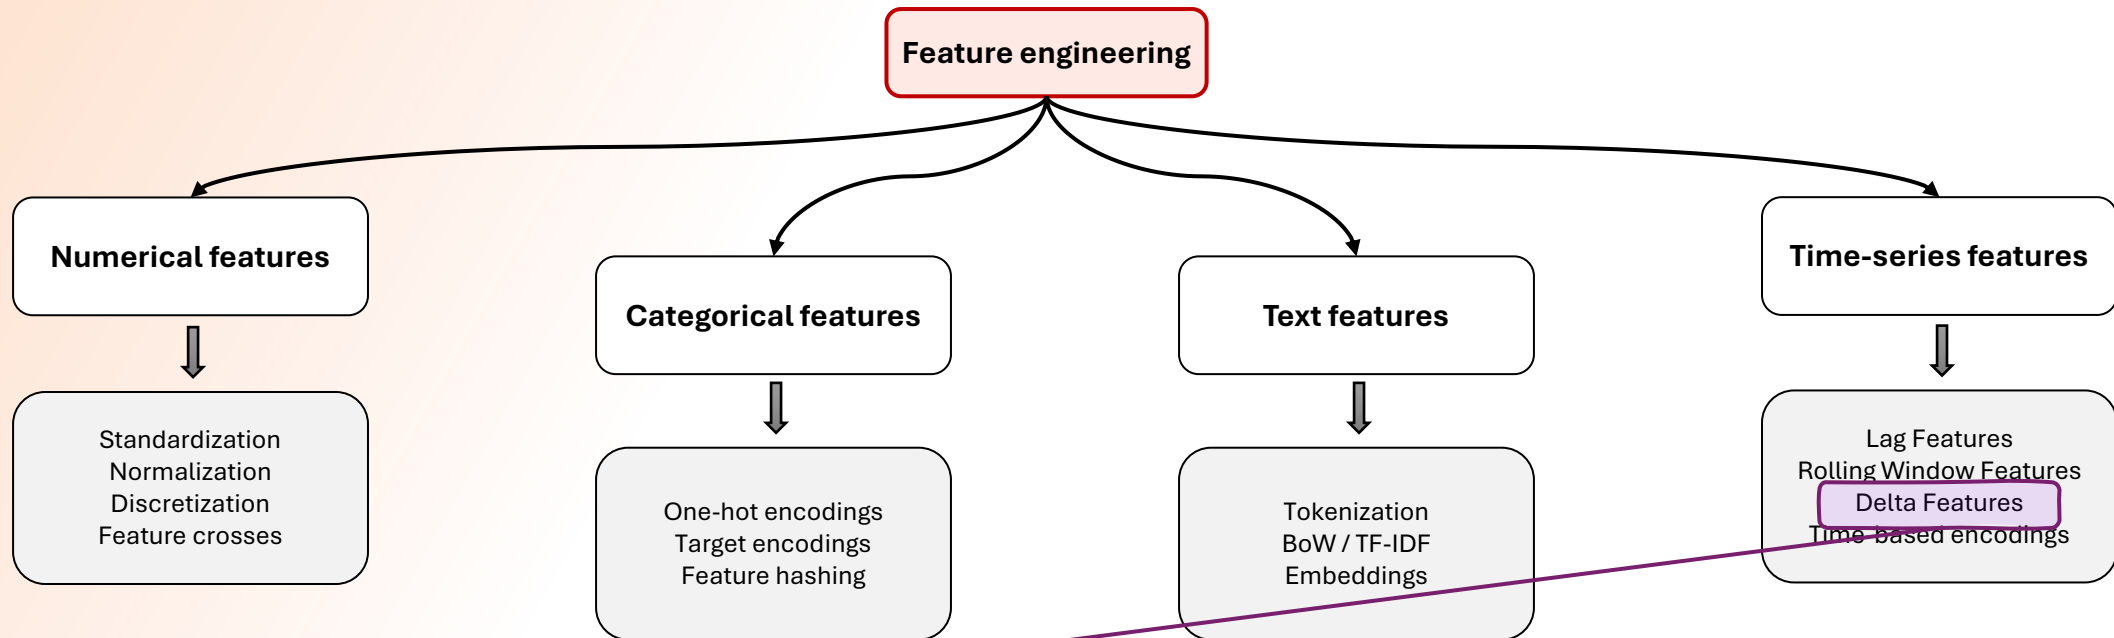 Feature engineering
Numerical features
Standardization
Normalization
Discretization
Feature crosses
Categorical features
One-hot encodings
Target encodings
Feature hashing
Text features
Tokenization
BoW / TF-IDF
Embeddings
Time-series features
Lag Features
Rolling Window Features
Delta Features
Time-based encodings